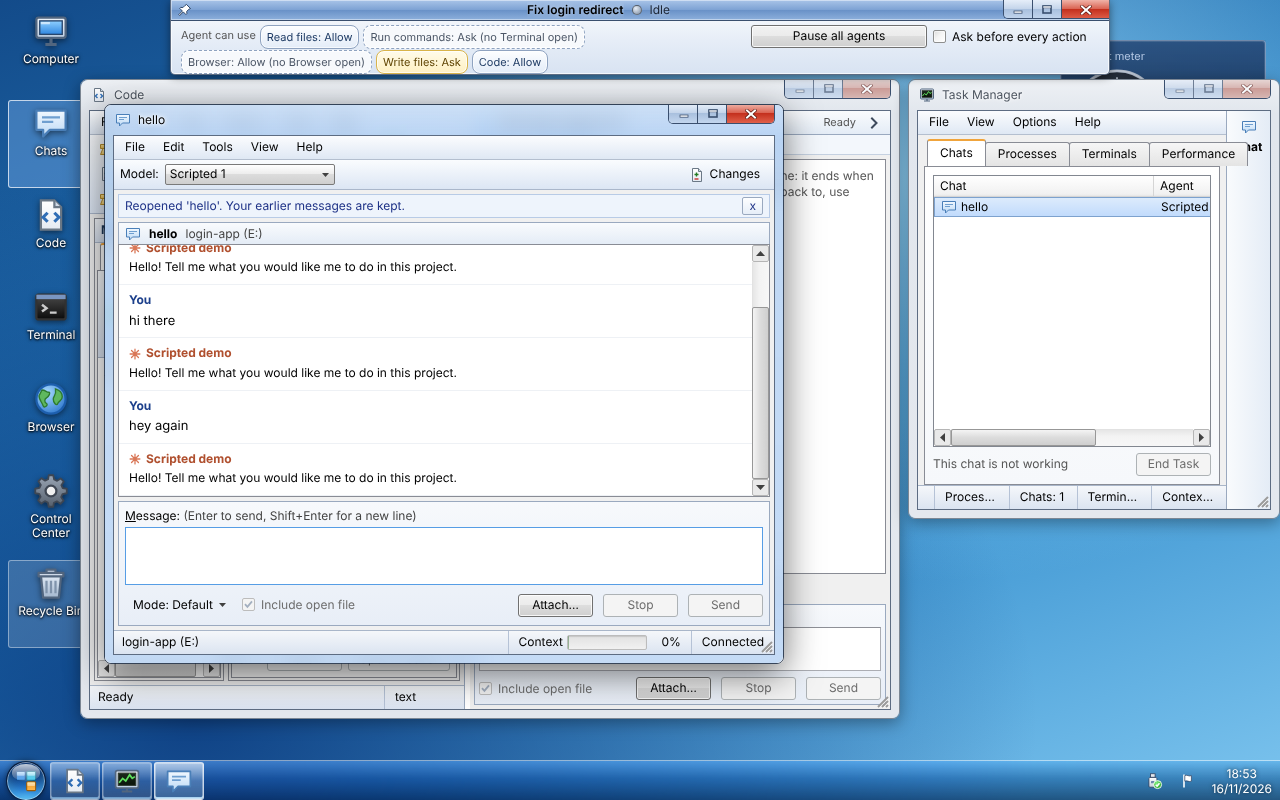 Fix login redirect
Idle
Agent can use
Read files: Allow
Run commands: Ask (no Terminal open)
Browser: Allow (no Browser open)
Write files: Ask
Code: Allow
Pause all agents
Ask before every action
meter
Computer
Chats
Code
Terminal
Browser
Control
Center
Recycle Bin
Code
Ready
ne: it ends when
back to, use
hello
File
Edit
Tools
View
Help
Model:
Scripted 1
Changes
Reopened 'hello'. Your earlier messages are kept.
x
hello
login-app (E:)
Scripted demo
Hello! Tell me what you would like me to do in this project.
You
hi there
Scripted demo
Hello! Tell me what you would like me to do in this project.
You
hey again
Scripted demo
Hello! Tell me what you would like me to do in this project.
Message: (Enter to send, Shift+Enter for a new line)
Mode: Default
Include open file
Attach...
Stop
Send
login-app (E:)
Context
0%
Connected
Include open file
Attach...
Stop
Send
Ready
text
Task Manager
File
View
Options
Help
Chats
Processes
Terminals
Performance
Chat
Agent
hello
Scripted
This chat is not working
End Task
Proces...
Chats: 1
Termin...
Contex...
18:53
16/11/2026